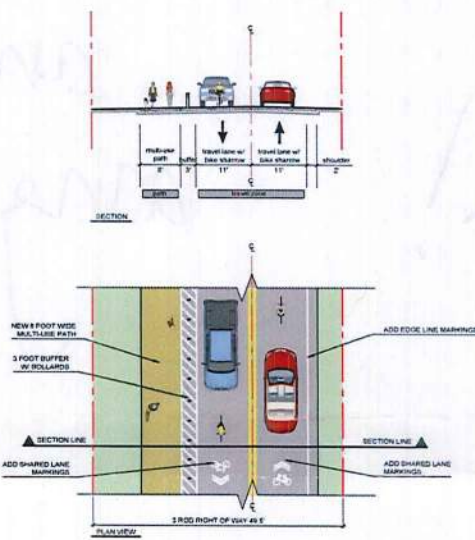 multi-use
path
8'
buffer
3'
travel lane w/
bike sharrow
11'
travel lane w/
bike sharrow
11'
shoulder
2'
path
travel zone
SECTION
NEW 8 FOOT WIDE
MULTI-USE PATH
3 FOOT BUFFER
W/ BOLLARDS
ADD EDGE LINE MARKINGS
SECTION LINE
SECTION LINE
ADD SHARED LANE
MARKINGS
ADD SHARED LANE
MARKINGS
3 ROD RIGHT OF WAY 49.5'
PLAN VIEW